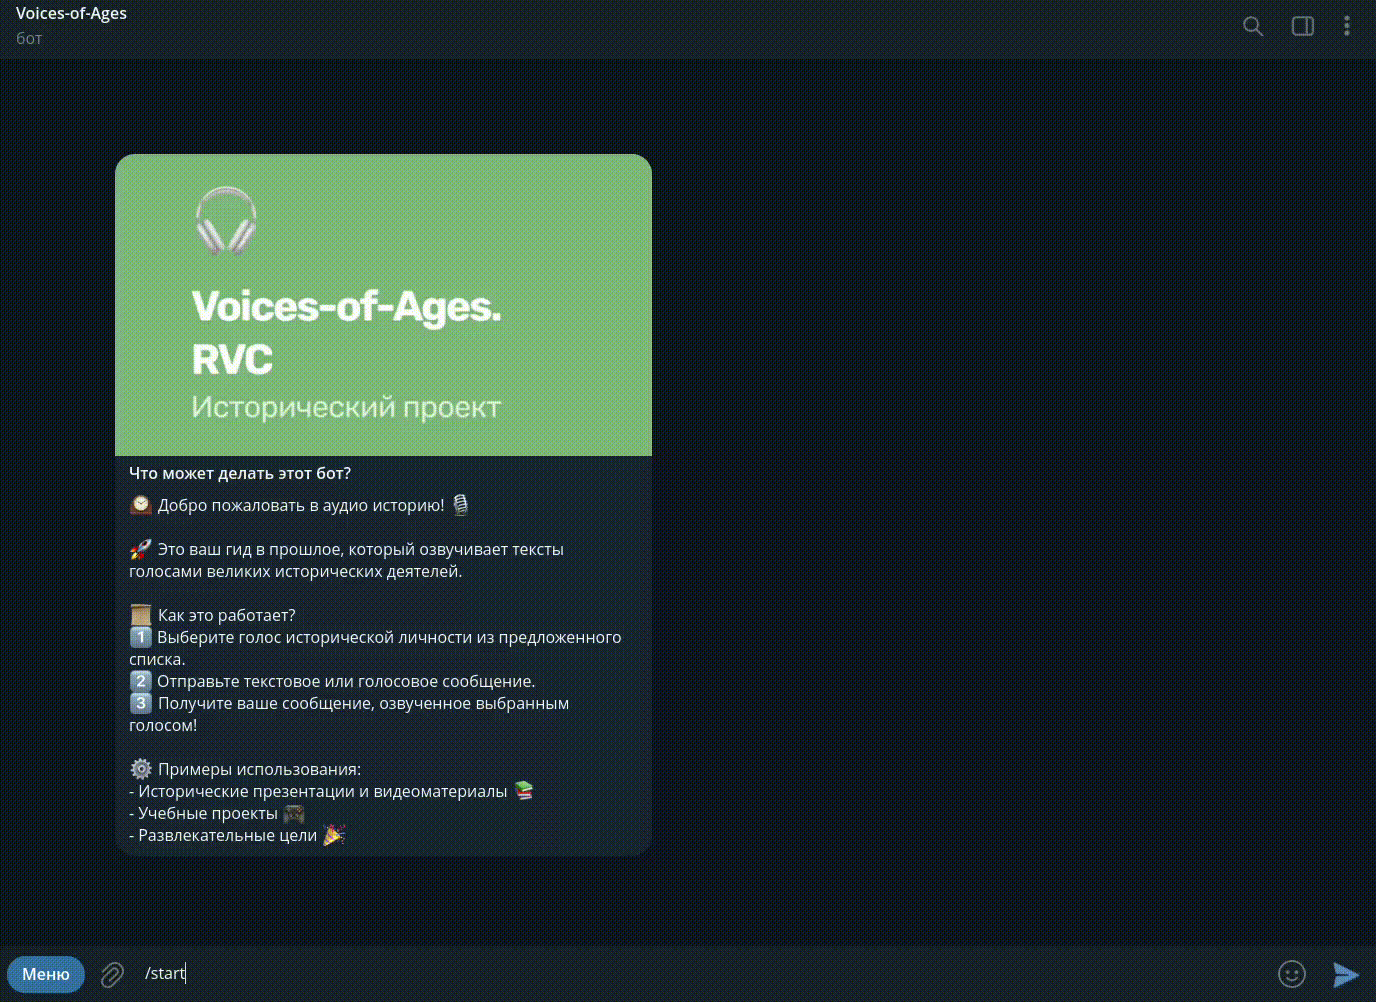 Voices-of-Ages
бот
Voices-of-Ages.
RVC
Исторический проект
Что может делать этот бот?
Добро пожаловать в аудио историю!
Это ваш гид в прошлое, который озвучивает тексты
голосами великих исторических деятелей.
Как это работает?
1 Выберите голос исторической личности из предложенного
списка.
2 Отправьте текстовое или голосовое сообщение.
3 Получите ваше сообщение, озвученное выбранным
голосом!
Примеры использования:
- Исторические презентации и видеоматериалы
- Учебные проекты
- Развлекательные цели
Меню
/start